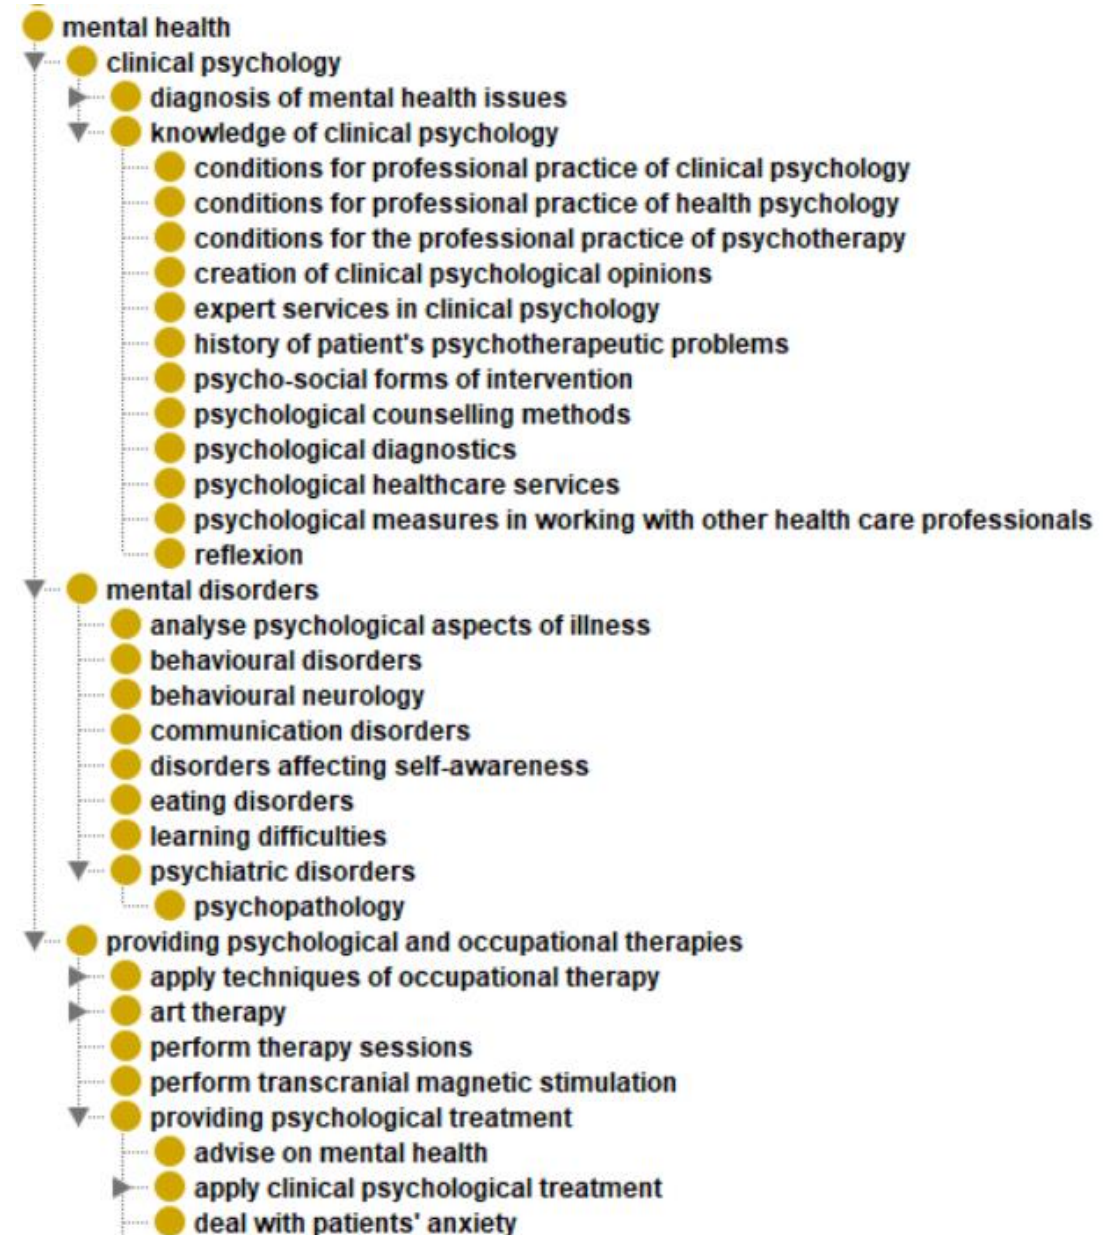 mental health
clinical psychology
diagnosis of mental health issues
knowledge of clinical psychology
conditions for professional practice of clinical psychology
conditions for professional practice of health psychology
conditions for the professional practice of psychotherapy
creation of clinical psychological opinions
expert services in clinical psychology
history of patient's psychotherapeutic problems
psycho-social forms of intervention
psychological counselling methods
psychological diagnostics
psychological healthcare services
psychological measures in working with other health care professionals
reflexion
mental disorders
analyse psychological aspects of illness
behavioural disorders
behavioural neurology
communication disorders
disorders affecting self-awareness
eating disorders
learning difficulties
psychiatric disorders
psychopathology
providing psychological and occupational therapies
apply techniques of occupational therapy
art therapy
perform therapy sessions
perform transcranial magnetic stimulation
providing psychological treatment
advise on mental health
apply clinical psychological treatment
deal with patients' anxiety